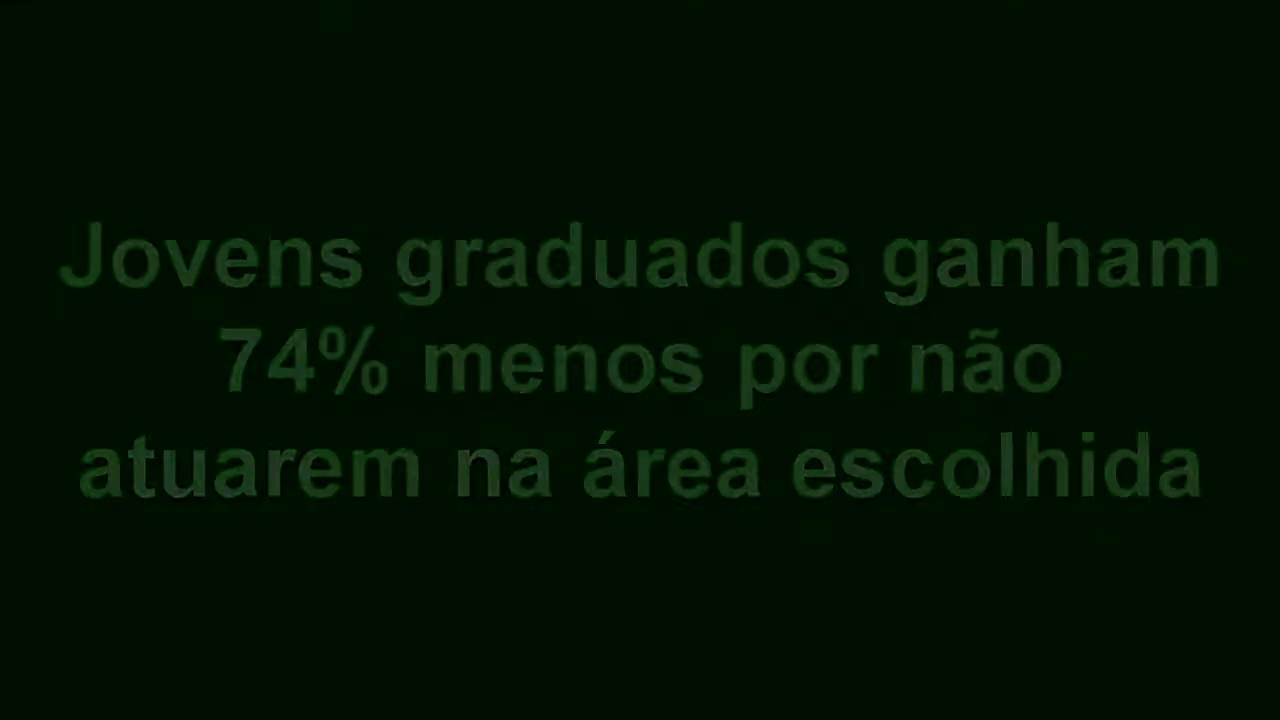 Jovens graduados ganham
74% menos por não
atuarem na área escolhida